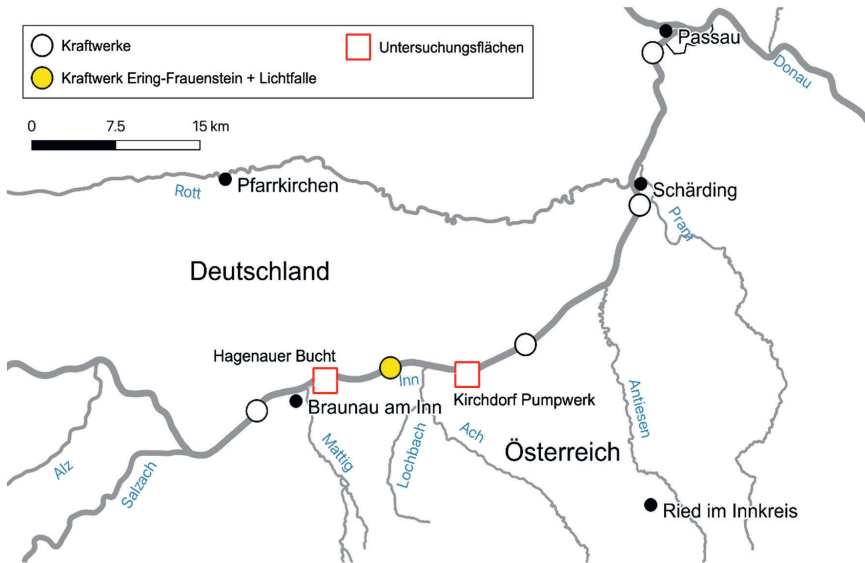 Kraftwerke
Untersuchungsflächen
Kraftwerk Ering-Frauenstein + Lichtfalle
0 7.5 15 km
Passau
Donau
Rott
Pfarrkirchen
Schärding
Pram
Deutschland
Hagenauer Bucht
Inn
Kirchdorf Pumpwerk
Braunau am Inn
Antiesen
Ach
Mattig
Lochbach
Österreich
Alz
Salzach
Ried im Innkreis